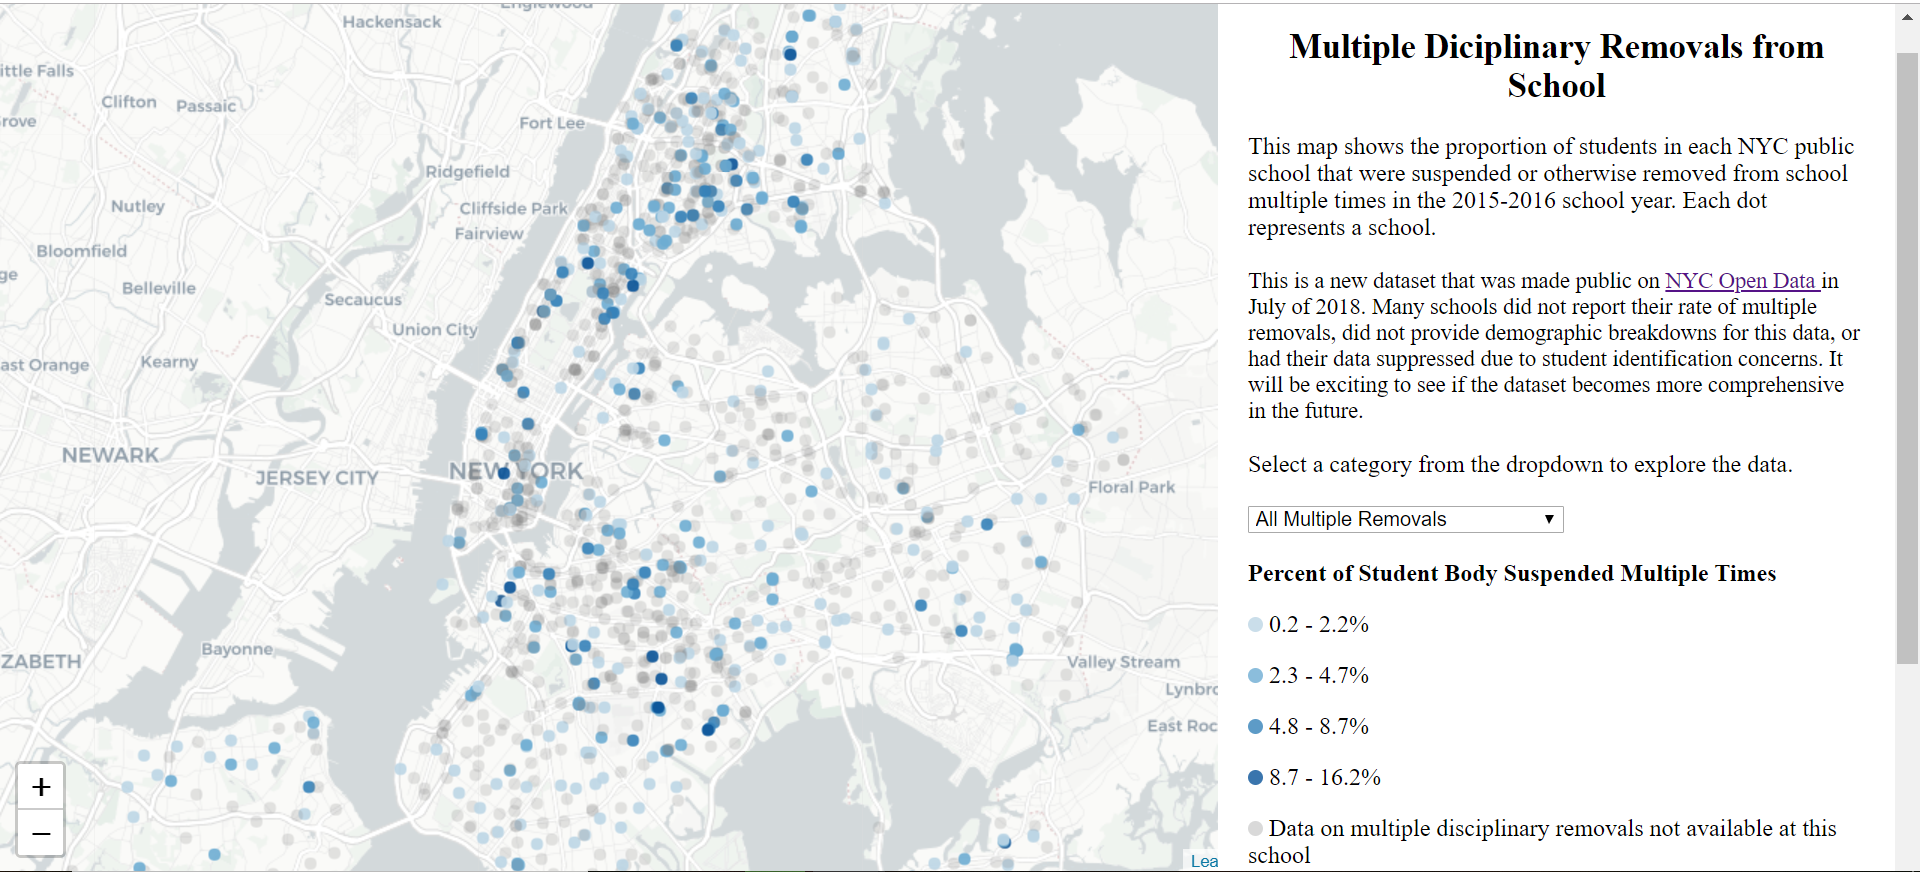 Englewood
Hackensack
ittle Falls
Clifton
Passaic
rove
Fort Lee
Ridgefield
Nutley
Cliffside Park
Fairview
Bloomfield
ge
Belleville
Secaucus
Union City
ast Orange
Kearny
NEWARK
JERSEY CITY
NEW YORK
Floral Park
Bayonne
ZABETH
Valley Stream
Lynbro
East Roc
+
−
Lea
Multiple Diciplinary Removals from
School
This map shows the proportion of students in each NYC public
school that were suspended or otherwise removed from school
multiple times in the 2015-2016 school year. Each dot
represents a school.
This is a new dataset that was made public on NYC Open Data in
July of 2018. Many schools did not report their rate of multiple
removals, did not provide demographic breakdowns for this data, or
had their data suppressed due to student identification concerns. It
will be exciting to see if the dataset becomes more comprehensive
in the future.
Select a category from the dropdown to explore the data.
All Multiple Removals
Percent of Student Body Suspended Multiple Times
0.2 - 2.2%
2.3 - 4.7%
4.8 - 8.7%
8.7 - 16.2%
Data on multiple disciplinary removals not available at this
school